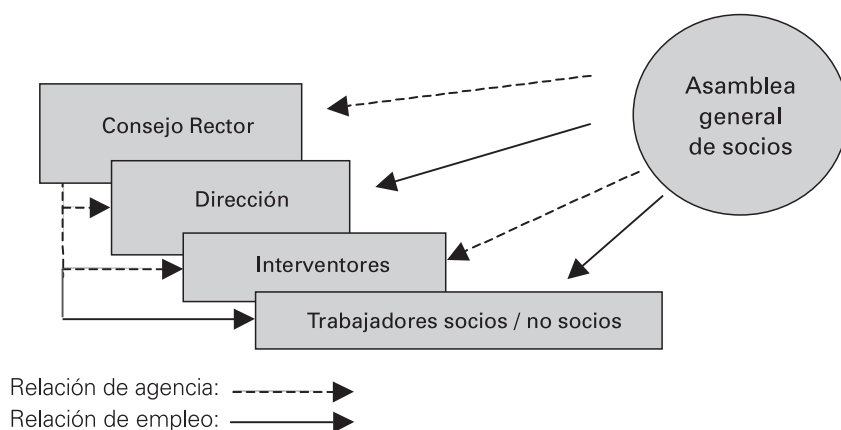 Asamblea
general
de socios
Consejo Rector
Dirección
Interventores
Trabajadores socios / no socios
Relación de agencia:
Relación de empleo: